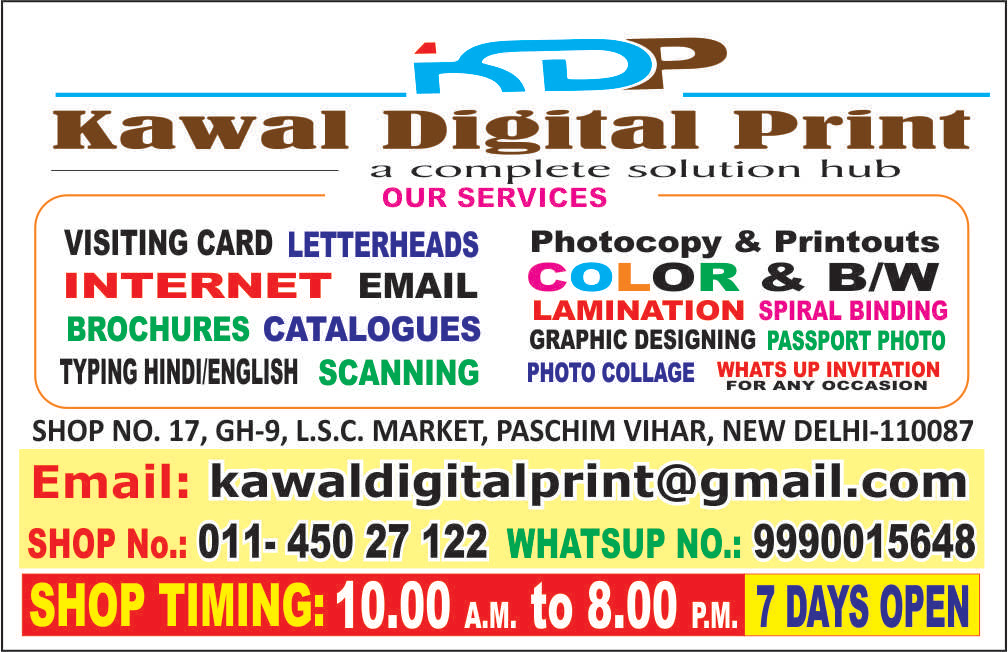 KDP
Kawal Digital Print
a complete solution hub
OUR SERVICES
VISITING CARD LETTERHEADS
INTERNET EMAIL
BROCHURES CATALOGUES
TYPING HINDI/ENGLISH SCANNING
Photocopy & Printouts
COLOR & B/W
LAMINATION SPIRAL BINDING
GRAPHIC DESIGNING PASSPORT PHOTO
PHOTO COLLAGE WHATS UP INVITATION
FOR ANY OCCASION
SHOP NO. 17, GH-9, L.S.C. MARKET, PASCHIM VIHAR, NEW DELHI-110087
Email: kawaldigitalprint@gmail.com
SHOP No.: 011- 450 27 122 WHATSUP NO.: 9990015648
SHOP TIMING: 10.00 A.M. to 8.00 P.M. 7 DAYS OPEN